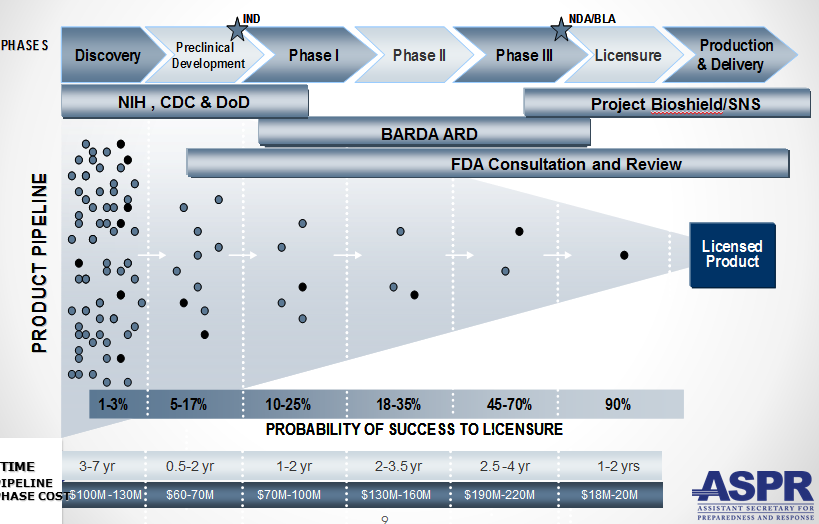 IND
NDA/BLA
PHASES
Discovery
Preclinical
Development
Phase I
Phase II
Phase III
Licensure
Production
& Delivery
NIH , CDC & DoD
Project Bioshield/SNS
BARDA ARD
FDA Consultation and Review
PRODUCT PIPELINE
Licensed
Product
1-3%
5-17%
10-25%
18-35%
45-70%
90%
PROBABILITY OF SUCCESS TO LICENSURE
TIME
3-7 yr
0.5-2 yr
1-2 yr
2-3.5 yr
2.5-4 yr
1-2 yrs
PIPELINE
PHASE COST
$100M -130M
$60-70M
$70M-100M
$130M-160M
$190M-220M
$18M-20M
ASPR
ASSISTANT SECRETARY FOR
PREPAREDNESS AND RESPONSE
9